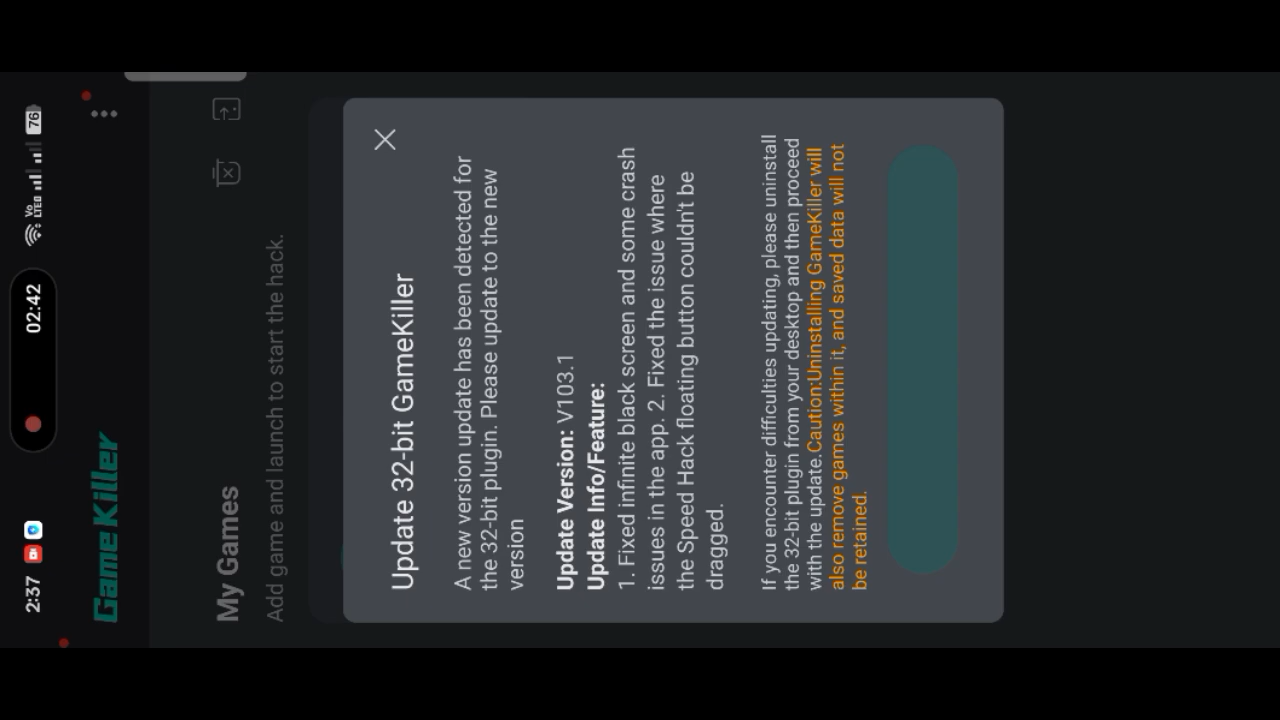 2:37
02:42
Vo
LTE
76
Game Killer
My Games
Add game and launch to start the hack.
Update 32-bit GameKiller
A new version update has been detected for
the 32-bit plugin. Please update to the new
version
Update Version: V103.1
Update Info/Feature:
1. Fixed infinite black screen and some crash
issues in the app. 2. Fixed the issue where
the Speed Hack floating button couldn't be
dragged.
If you encounter difficulties updating, please uninstall
the 32-bit plugin from your desktop and then proceed
with the update.Caution:Uninstalling GameKiller will
also remove games within it, and saved data will not
be retained.